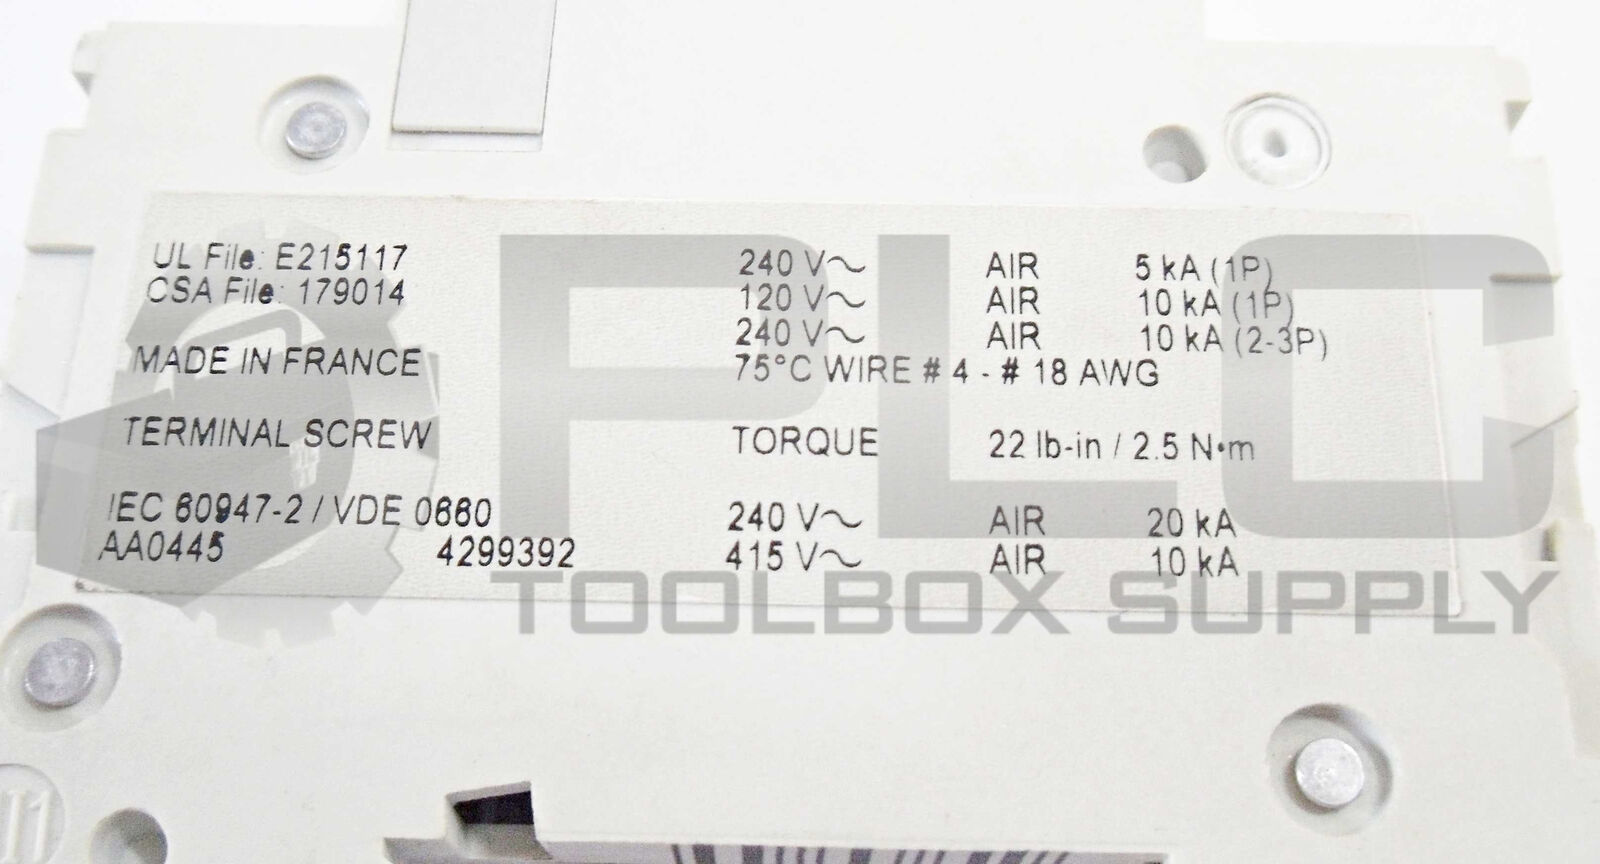 UL File: E215117 240 V～ AIR 5 kA (1P)
CSA File: 179014 120 V～ AIR 10 kA (1P)
240 V～ AIR 10 kA (2-3P)
MADE IN FRANCE 75°C WIRE # 4 - # 18 AWG
TERMINAL SCREW TORQUE 22 lb-in / 2.5 N•m
IEC 60947-2 / VDE 0660 240 V～ AIR 20 kA
AA0445 4299392 415 V～ AIR 10 kA
PLC
TOOLBOX SUPPLY